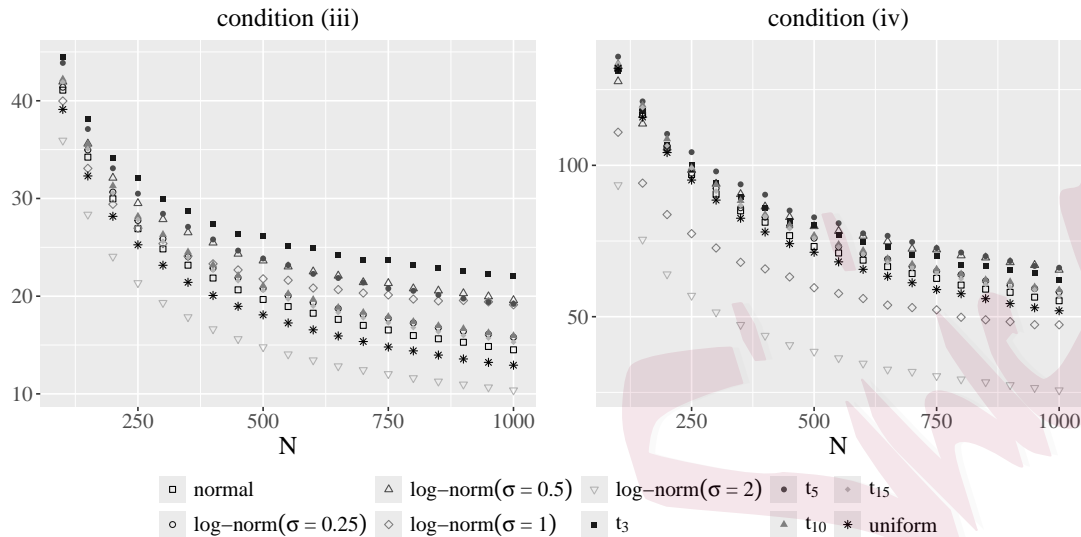 condition (iii)
condition (iv)
40
30
20
10
250
500
750
1000
N
100
50
250
500
750
1000
N
normal
log−norm(σ = 0.5)
log−norm(σ = 2)
t5
t15
log−norm(σ = 0.25)
log−norm(σ = 1)
t3
t10
uniform